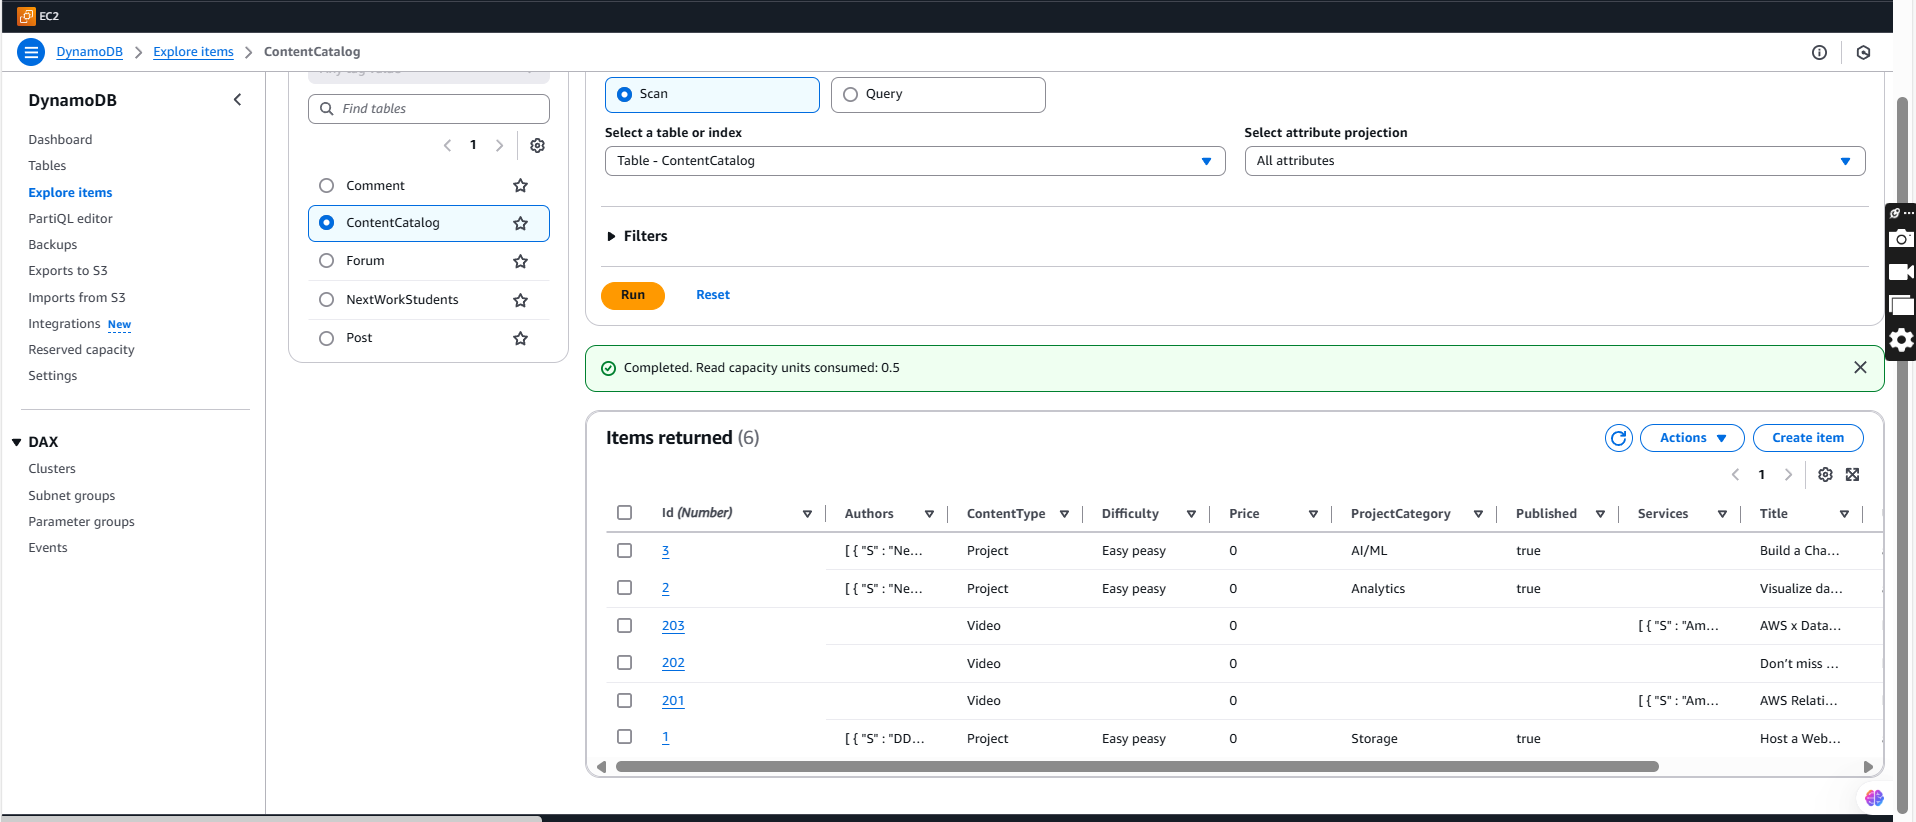 EC2
DynamoDB > Explore items > ContentCatalog
DynamoDB
Dashboard
Tables
Explore items
PartiQL editor
Backups
Exports to S3
Imports from S3
Integrations New
Reserved capacity
Settings
DAX
Clusters
Subnet groups
Parameter groups
Events
Find tables
1
Comment
ContentCatalog
Forum
NextWorkStudents
Post
Scan
Query
Select a table or index
Table - ContentCatalog
Select attribute projection
All attributes
Filters
Run
Reset
Completed. Read capacity units consumed: 0.5
Items returned (6)
Actions
Create item
1
Id (Number) Authors ContentType Difficulty Price ProjectCategory Published Services Title
3 [ { "S" : "Ne... Project Easy peasy 0 AI/ML true Build a Cha...
2 [ { "S" : "Ne... Project Easy peasy 0 Analytics true Visualize da...
203 Video 0 [ { "S" : "Am... AWS x Data...
202 Video 0 Don't miss ...
201 Video 0 [ { "S" : "Am... AWS Relati...
1 [ { "S" : "DD... Project Easy peasy 0 Storage true Host a Web...